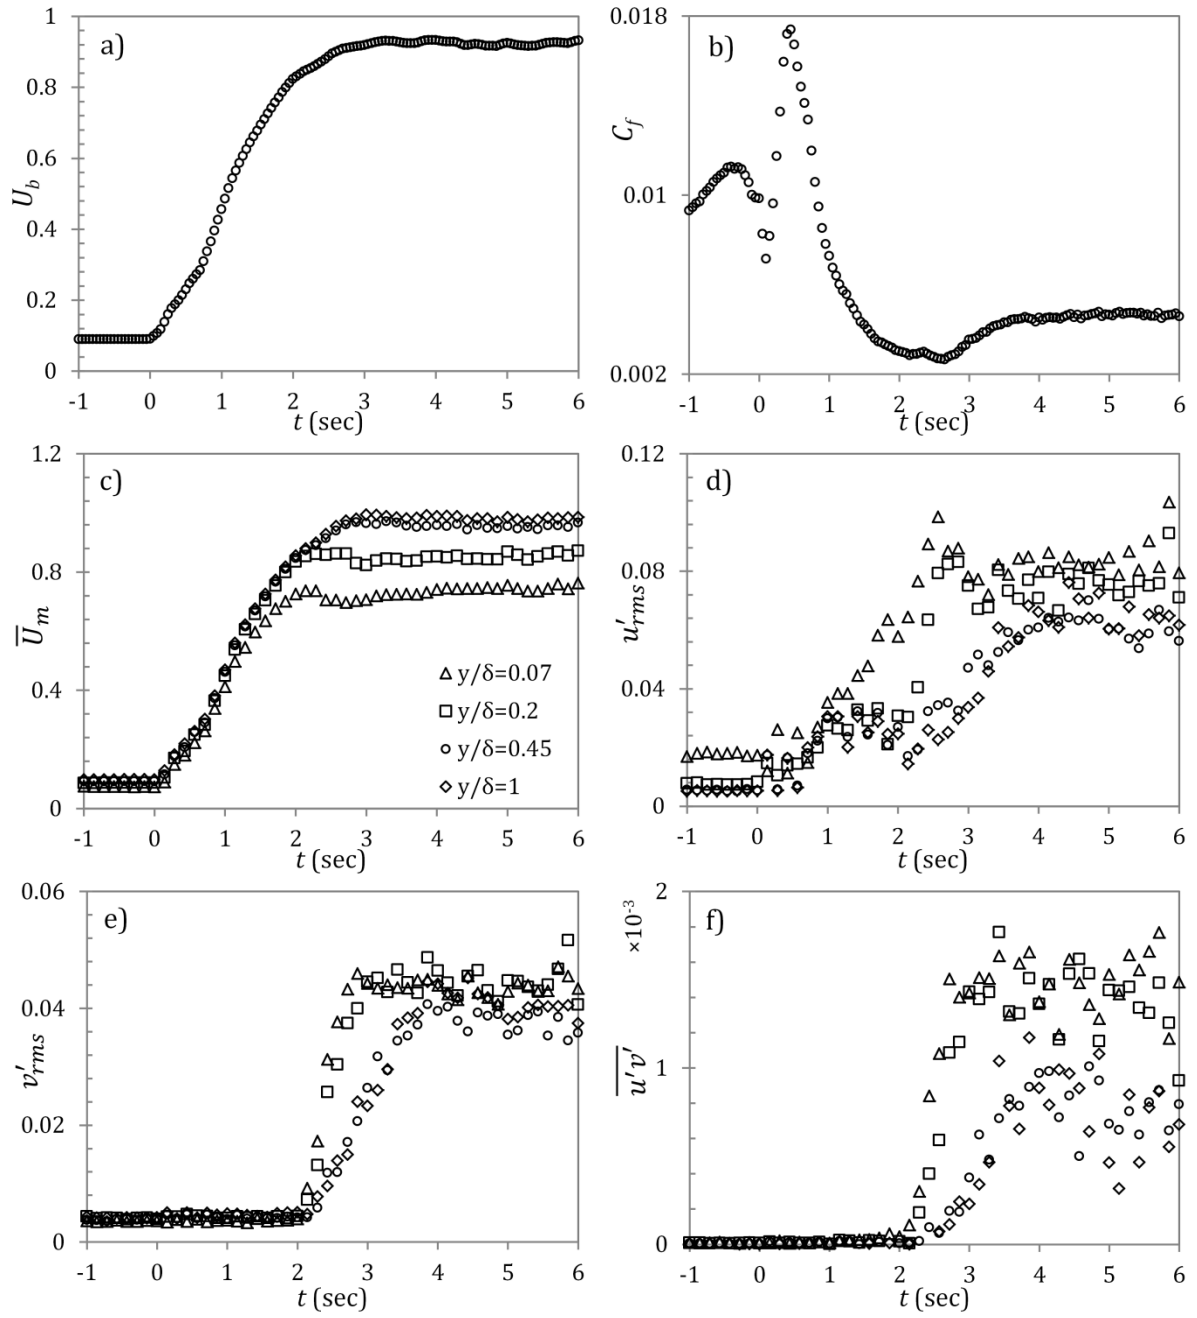 a)
1
0.8
0.6
0.4
0.2
0
U_b
-1 0 1 2 3 4 5 6
t (sec)
b)
0.018
0.01
0.002
C_f
-1 0 1 2 3 4 5 6
t (sec)
c)
1.2
0.8
0.4
0
U̅_m
y/δ=0.07
y/δ=0.2
y/δ=0.45
y/δ=1
-1 0 1 2 3 4 5 6
t (sec)
d)
0.12
0.08
0.04
0
u'_rms
-1 0 1 2 3 4 5 6
t (sec)
e)
0.06
0.04
0.02
0
v'_rms
-1 0 1 2 3 4 5 6
t (sec)
f)
×10⁻³
2
1
0
u'v'
-1 0 1 2 3 4 5 6
t (sec)